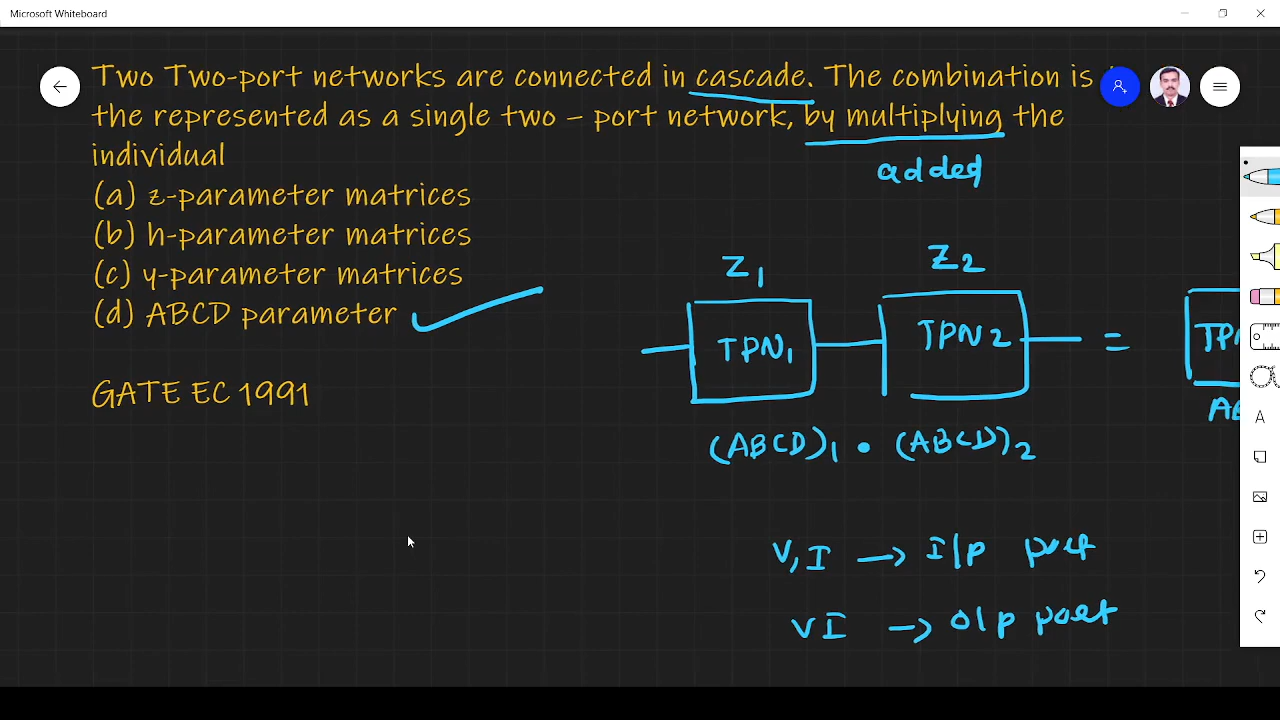 Microsoft Whiteboard
Two Two-port networks are connected in cascade. The combination is
the represented as a single two – port network, by multiplying the
individual
added
(a) z-parameter matrices
(b) h-parameter matrices
(c) y-parameter matrices
(d) ABCD parameter
GATE EC 1991
Z1 Z2
TPN1 TPN2 = TPN
(ABCD)1 • (ABCD)2 AB
V, I → I/p port
V I → O/p port
A